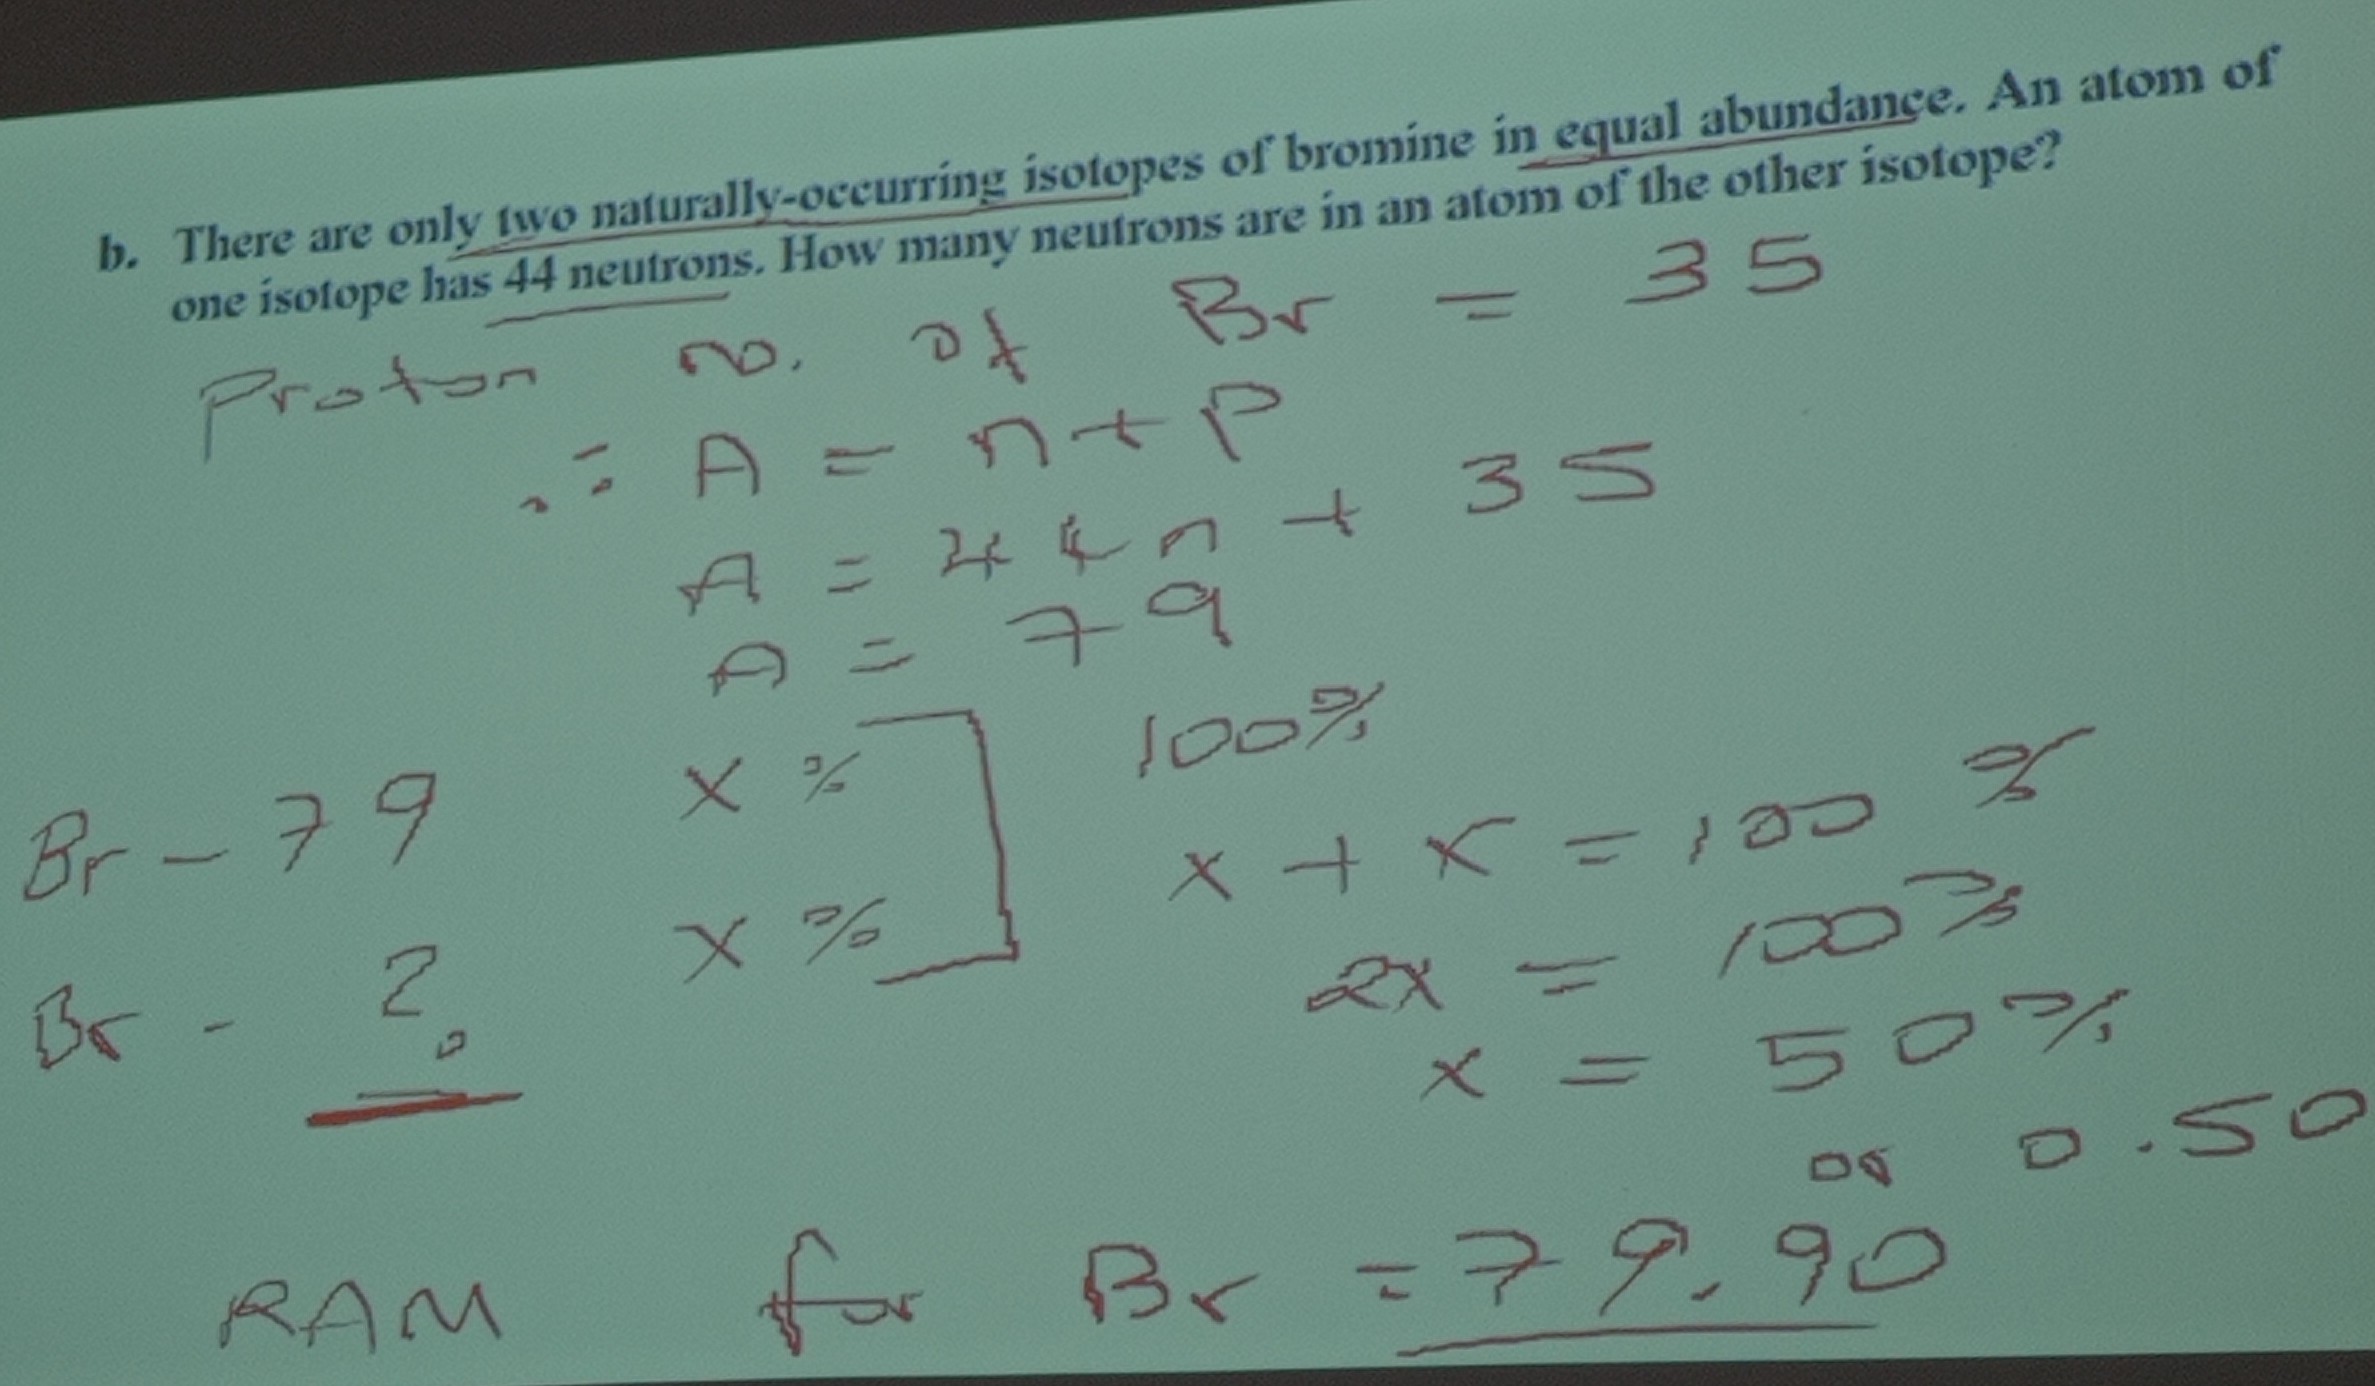 b. There are only two naturally-occurring isotopes of bromine in equal abundance. An atom of
one isotope has 44 neutrons. How many neutrons are in an atom of the other isotope?
Proton no. of Br = 35
∴ A = n + P
A = 44n + 35
A = 79
Br - 79 x % 100%
x + x = 100 %
Br - ? x %
2x = 100%
x = 50%
or 0.50
RAM for Br = 79.90